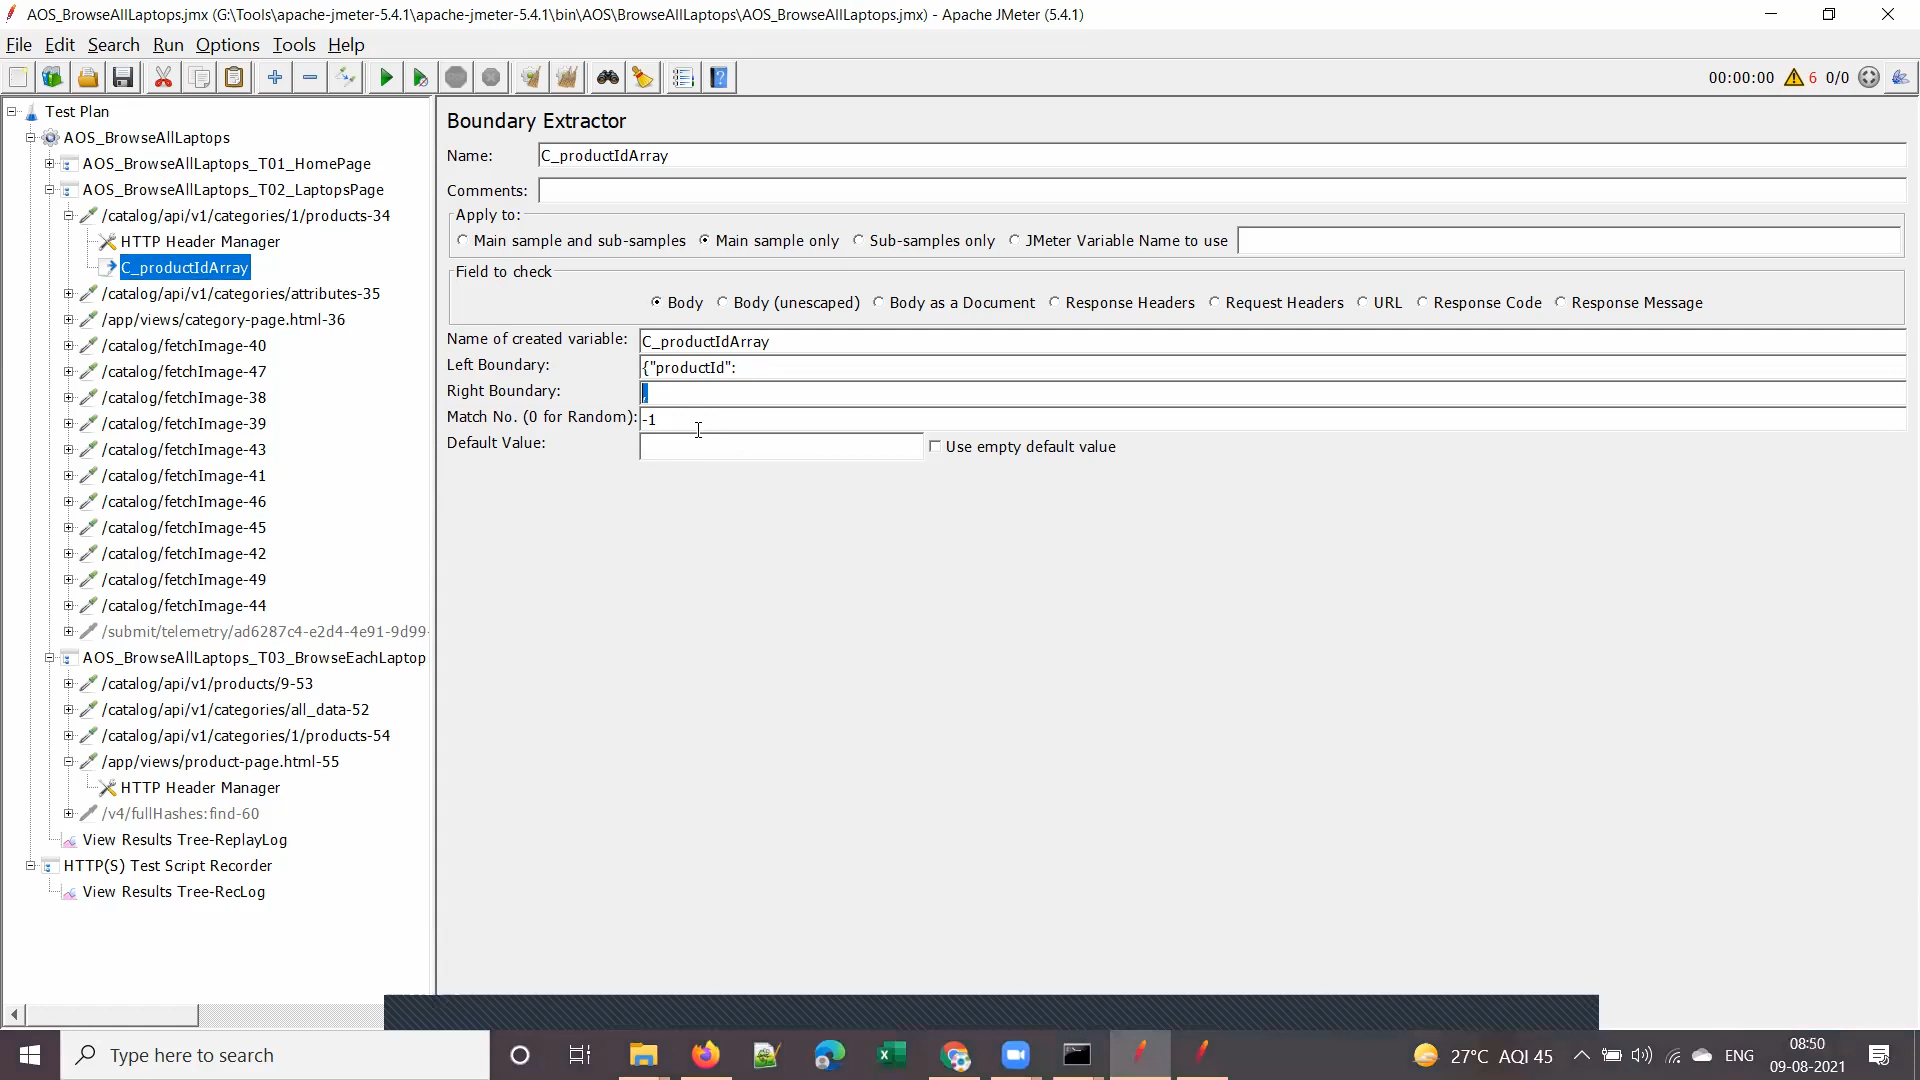 AOS_BrowseAllLaptops.jmx (G:\Tools\apache-jmeter-5.4.1\apache-jmeter-5.4.1\bin\AOS\BrowseAllLaptops\AOS_BrowseAllLaptops.jmx) - Apache JMeter (5.4.1)
File Edit Search Run Options Tools Help
00:00:00 6 0/0
Test Plan
AOS_BrowseAllLaptops
AOS_BrowseAllLaptops_T01_HomePage
AOS_BrowseAllLaptops_T02_LaptopsPage
/catalog/api/v1/categories/1/products-34
HTTP Header Manager
C_productIdArray
/catalog/api/v1/categories/attributes-35
/app/views/category-page.html-36
/catalog/fetchImage-40
/catalog/fetchImage-47
/catalog/fetchImage-38
/catalog/fetchImage-39
/catalog/fetchImage-43
/catalog/fetchImage-41
/catalog/fetchImage-46
/catalog/fetchImage-45
/catalog/fetchImage-42
/catalog/fetchImage-49
/catalog/fetchImage-44
/submit/telemetry/ad6287c4-e2d4-4e91-9d99-
AOS_BrowseAllLaptops_T03_BrowseEachLaptop
/catalog/api/v1/products/9-53
/catalog/api/v1/categories/all_data-52
/catalog/api/v1/categories/1/products-54
/app/views/product-page.html-55
HTTP Header Manager
/v4/fullHashes:find-60
View Results Tree-ReplayLog
HTTP(S) Test Script Recorder
View Results Tree-RecLog
Boundary Extractor
Name: C_productIdArray
Comments:
Apply to:
Main sample and sub-samples Main sample only Sub-samples only JMeter Variable Name to use
Field to check
Body Body (unescaped) Body as a Document Response Headers Request Headers URL Response Code Response Message
Name of created variable: C_productIdArray
Left Boundary: {"productId":
Right Boundary: ,
Match No. (0 for Random): -1
Default Value: Use empty default value
Type here to search
27°C AQI 45 ENG
08:50
09-08-2021